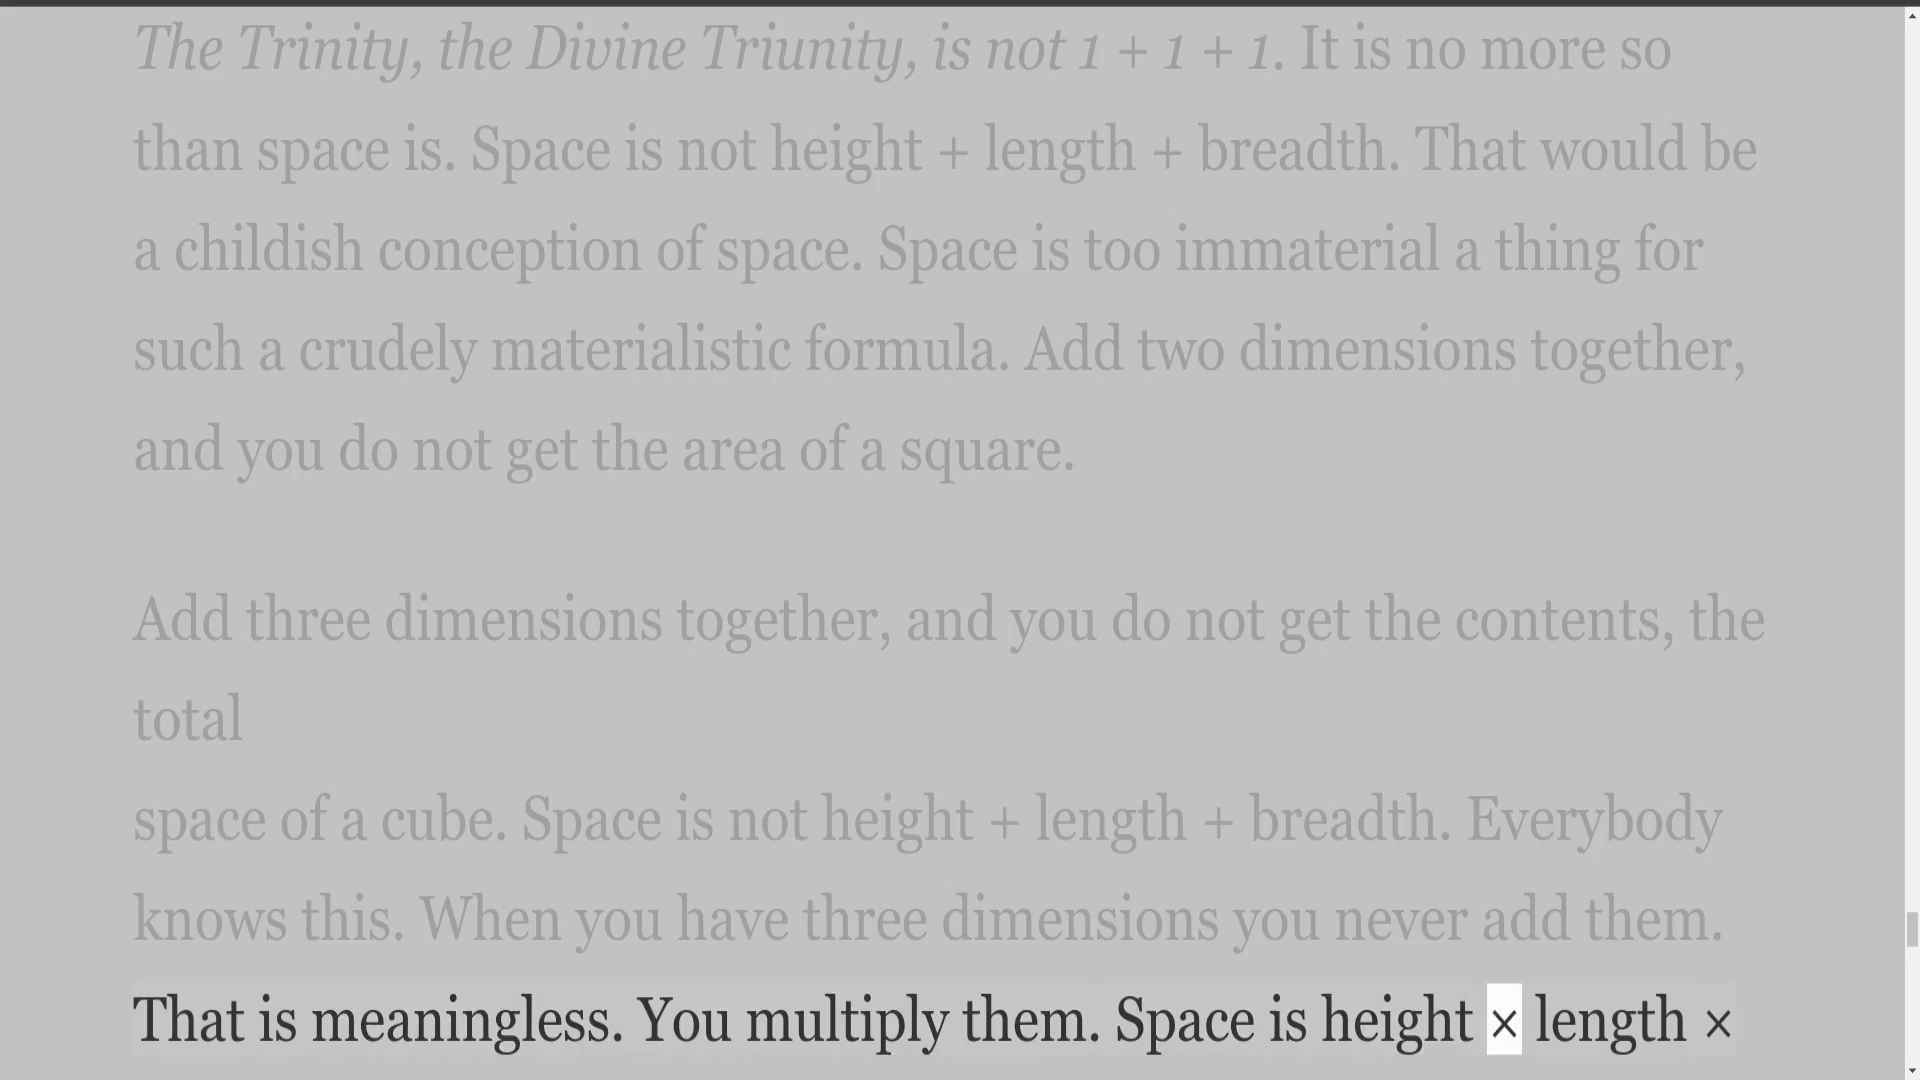 The Trinity, the Divine Triunity, is not 1 + 1 + 1. It is no more so
than space is. Space is not height + length + breadth. That would be
a childish conception of space. Space is too immaterial a thing for
such a crudely materialistic formula. Add two dimensions together,
and you do not get the area of a square.
Add three dimensions together, and you do not get the contents, the
total
space of a cube. Space is not height + length + breadth. Everybody
knows this. When you have three dimensions you never add them.
That is meaningless. You multiply them. Space is height × length ×